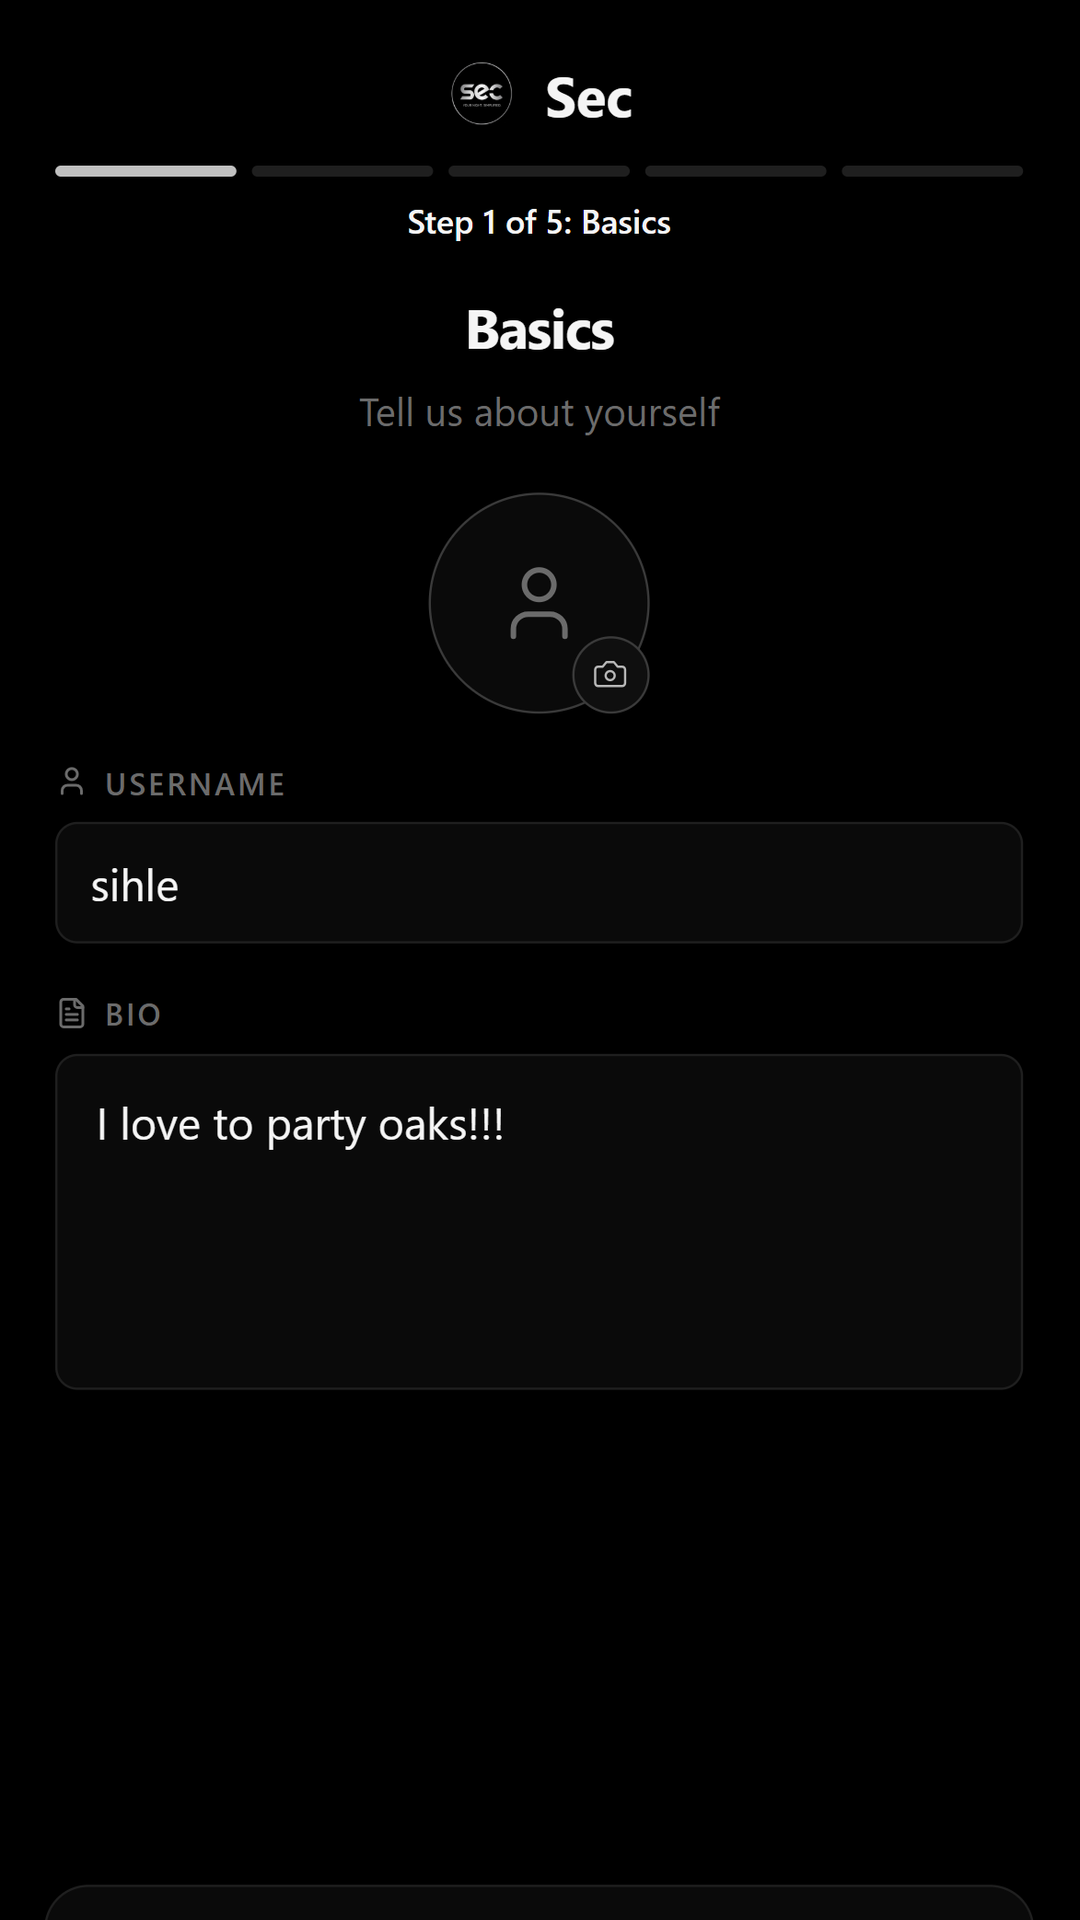 sec
Sec
Step 1 of 5: Basics
Basics
Tell us about yourself
USERNAME
sihle
BIO
I love to party oaks!!!